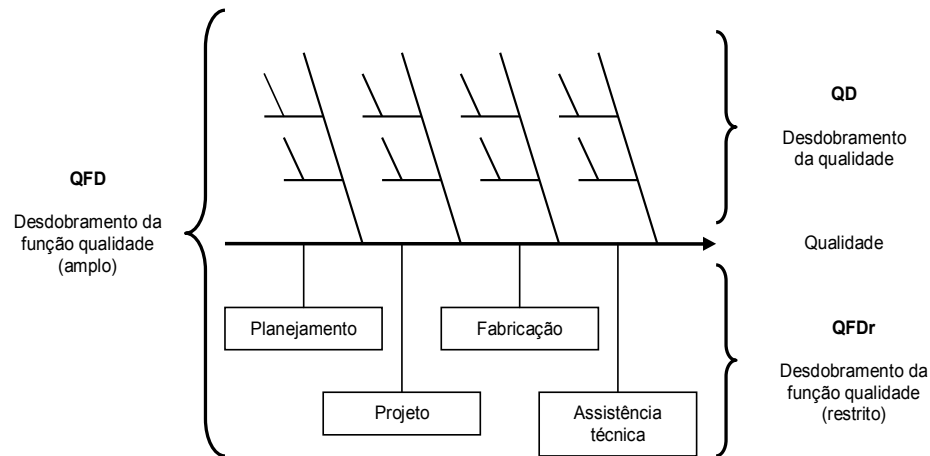 QFD
Desdobramento da
função qualidade
(amplo)
QD
Desdobramento
da qualidade
Qualidade
Planejamento
Fabricação
Projeto
Assistência
técnica
QFDr
Desdobramento da
função qualidade
(restrito)